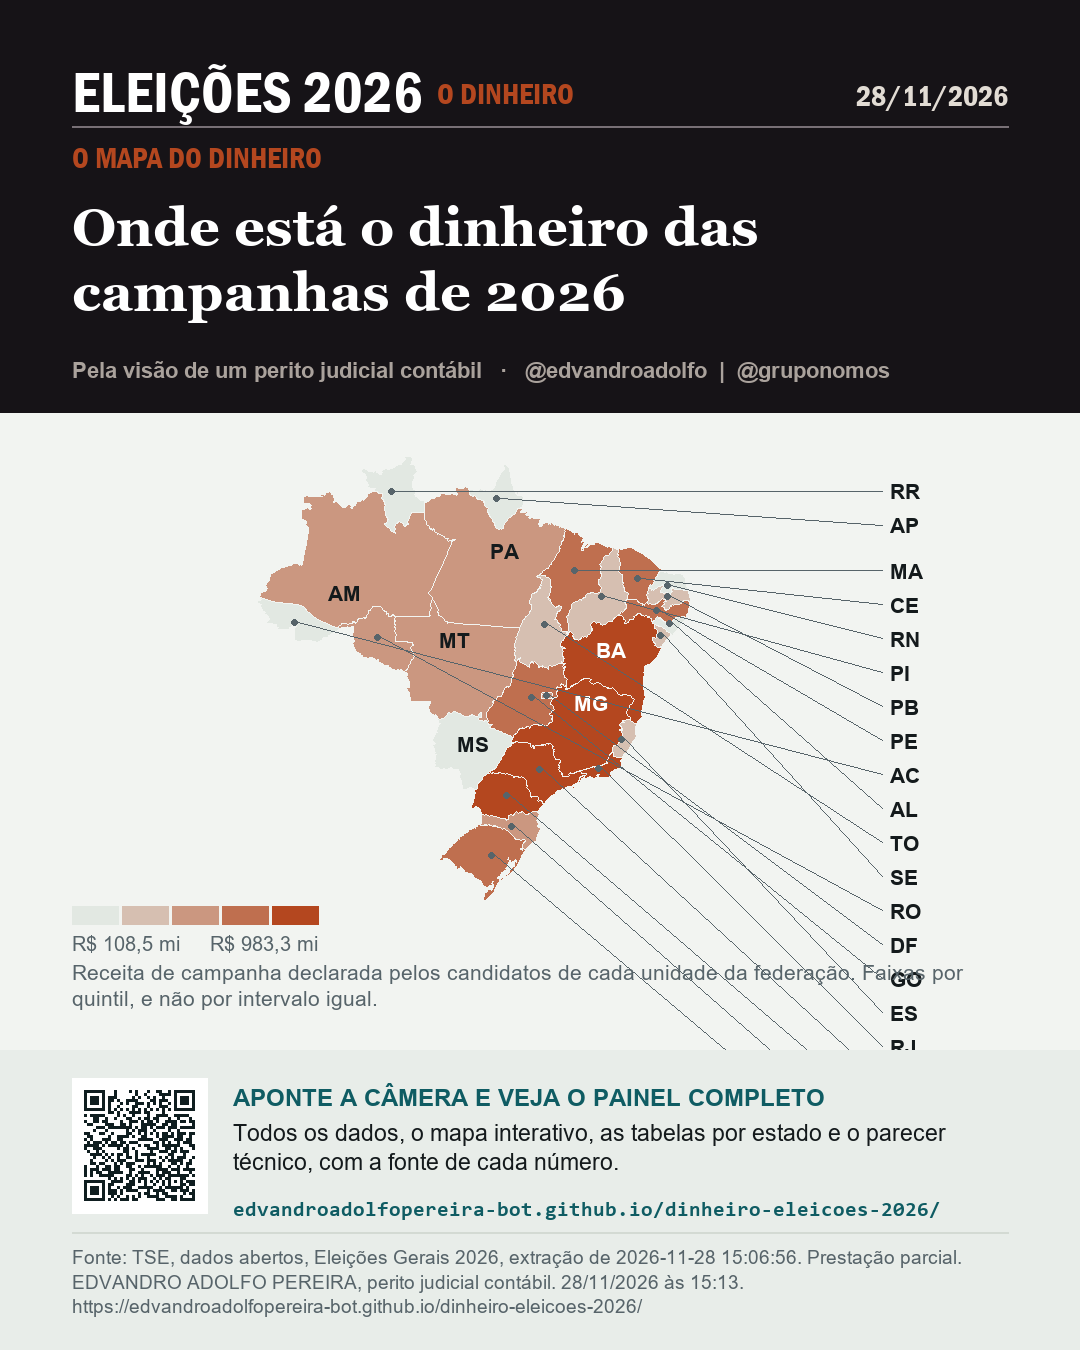 ELEIÇÕES 2026 O DINHEIRO
28/11/2026
O MAPA DO DINHEIRO
Onde está o dinheiro das
campanhas de 2026
Pela visão de um perito judicial contábil · @edvandroadolfo | @gruponomos
RR
AP
PA
MA
AM
CE
RN
MT
BA
PI
MG
PB
MS
PE
AC
AL
TO
SE
RO
DF
GO
ES
RJ
R$ 108,5 mi R$ 983,3 mi
Receita de campanha declarada pelos candidatos de cada unidade da federação. Faixas por
quintil, e não por intervalo igual.
APONTE A CÂMERA E VEJA O PAINEL COMPLETO
Todos os dados, o mapa interativo, as tabelas por estado e o parecer
técnico, com a fonte de cada número.
edvandroadolfopereira-bot.github.io/dinheiro-eleicoes-2026/
Fonte: TSE, dados abertos, Eleições Gerais 2026, extração de 2026-11-28 15:06:56. Prestação parcial.
EDVANDRO ADOLFO PEREIRA, perito judicial contábil. 28/11/2026 às 15:13.
https://edvandroadolfopereira-bot.github.io/dinheiro-eleicoes-2026/